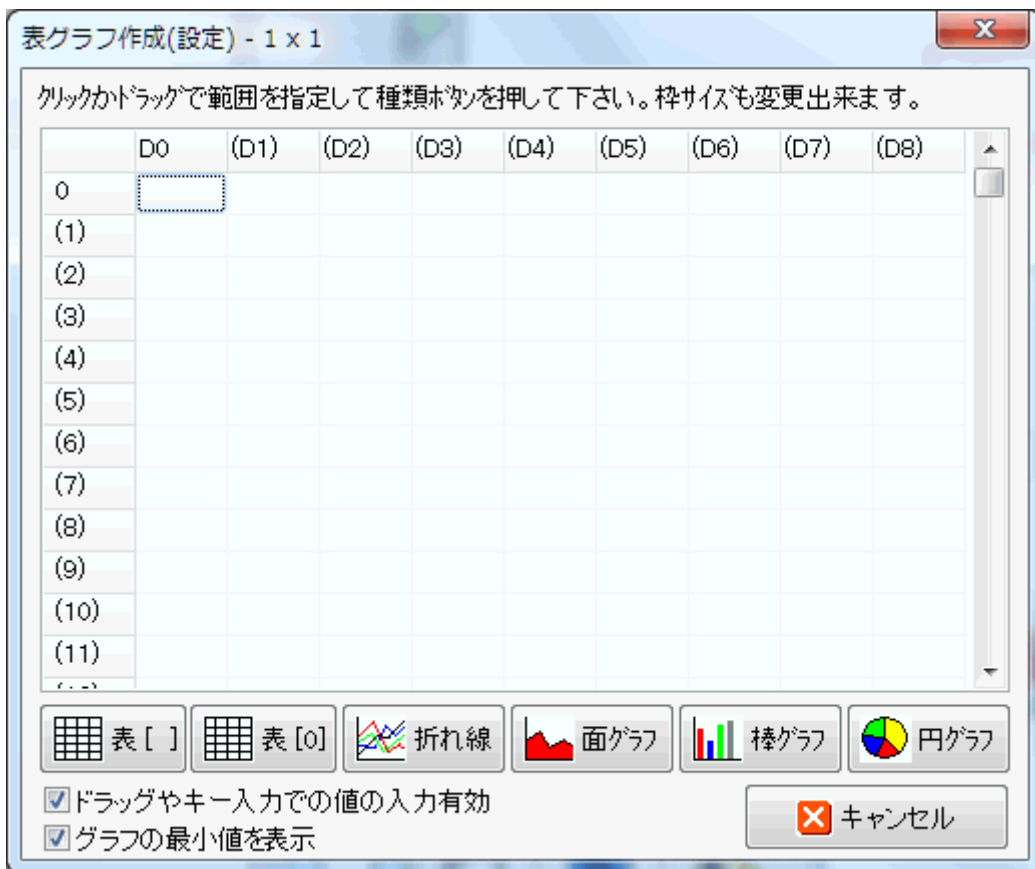 表グラフ作成(設定) - 1 x 1
ｸﾘｯｸかﾄﾞﾗｯｸﾞで範囲を指定して種類ﾎﾞﾀﾝを押して下さい。枠ｻｲｽﾞも変更出来ます。
D0 (D1) (D2) (D3) (D4) (D5) (D6) (D7) (D8)
0
(1)
(2)
(3)
(4)
(5)
(6)
(7)
(8)
(9)
(10)
(11)
表 [ ] 表 [0] 折れ線 面ｸﾞﾗﾌ 棒ｸﾞﾗﾌ 円ｸﾞﾗﾌ
ドラッグやキー入力での値の入力有効
グラフの最小値を表示
キャンセル